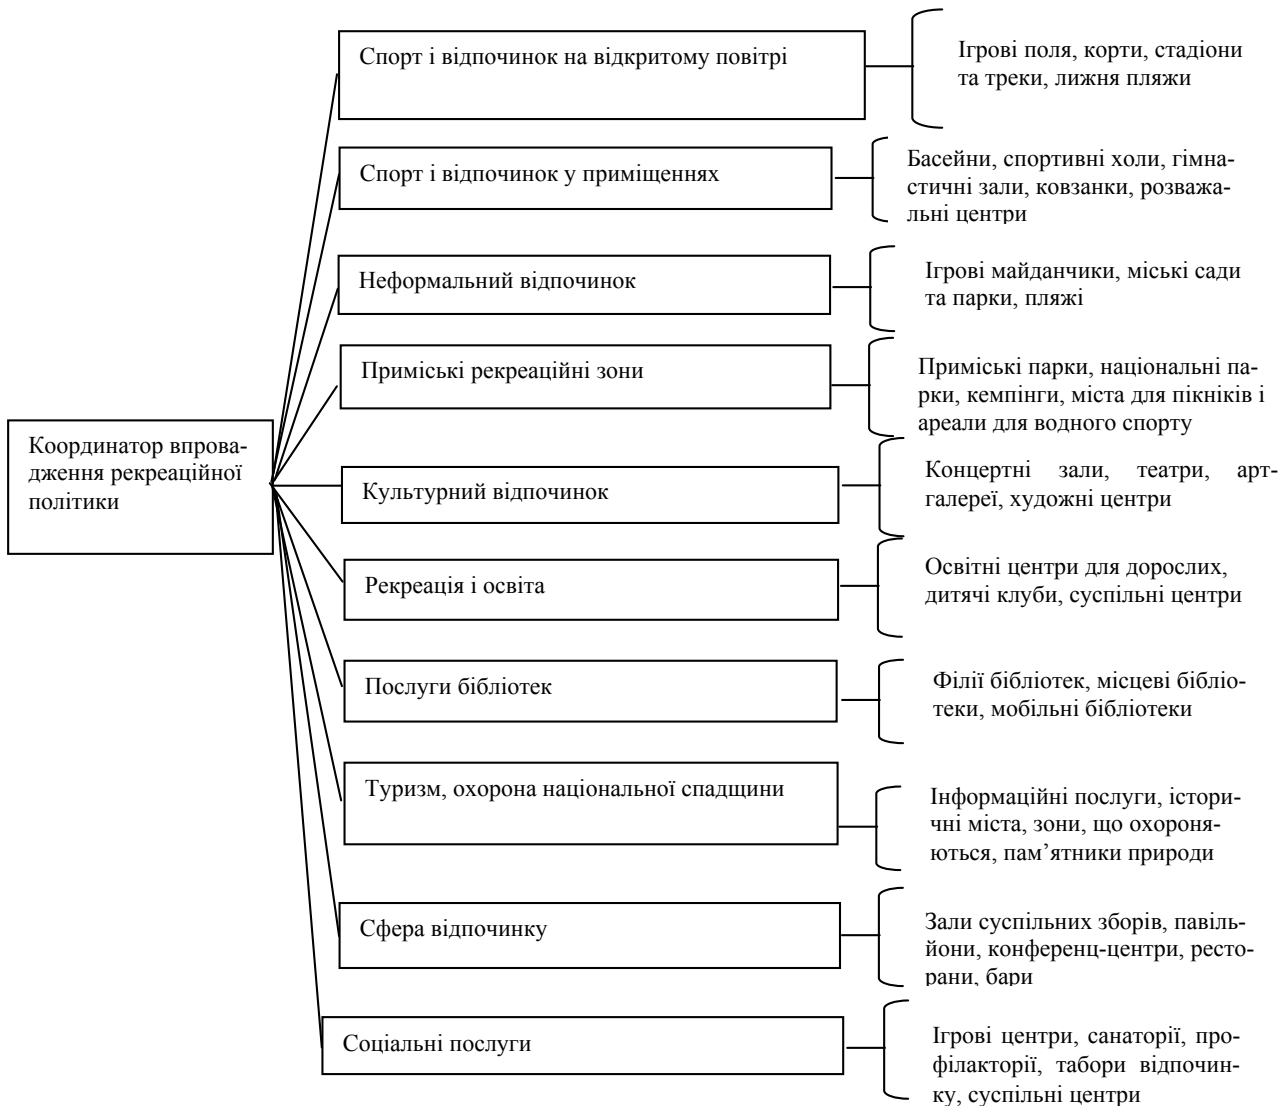 Спорт і відпочинок на відкритому повітрі
Ігрові поля, корти, стадіони
та треки, лижня пляжи
Спорт і відпочинок у приміщеннях
Басейни, спортивні холи, гімна-
стичні зали, ковзанки, розважа-
льні центри
Неформальний відпочинок
Ігрові майданчики, міські сади
та парки, пляжі
Приміські рекреаційні зони
Приміські парки, національні па-
рки, кемпінги, міста для пікніків і
ареали для водного спорту
Координатор впрова-
дження рекреаційної
політики
Культурний відпочинок
Концертні зали, театри, арт-
галереї, художні центри
Рекреація і освіта
Освітні центри для дорослих,
дитячі клуби, суспільні центри
Послуги бібліотек
Філії бібліотек, місцеві бібліо-
теки, мобільні бібліотеки
Туризм, охорона національної спадщини
Інформаційні послуги, істори-
чні міста, зони, що охороня-
ються, пам’ятники природи
Сфера відпочинку
Зали суспільних зборів, павіль-
йони, конференц-центри, ресто-
рани, бари
Соціальні послуги
Ігрові центри, санаторії, про-
філакторії, табори відпочин-
ку, суспільні центри